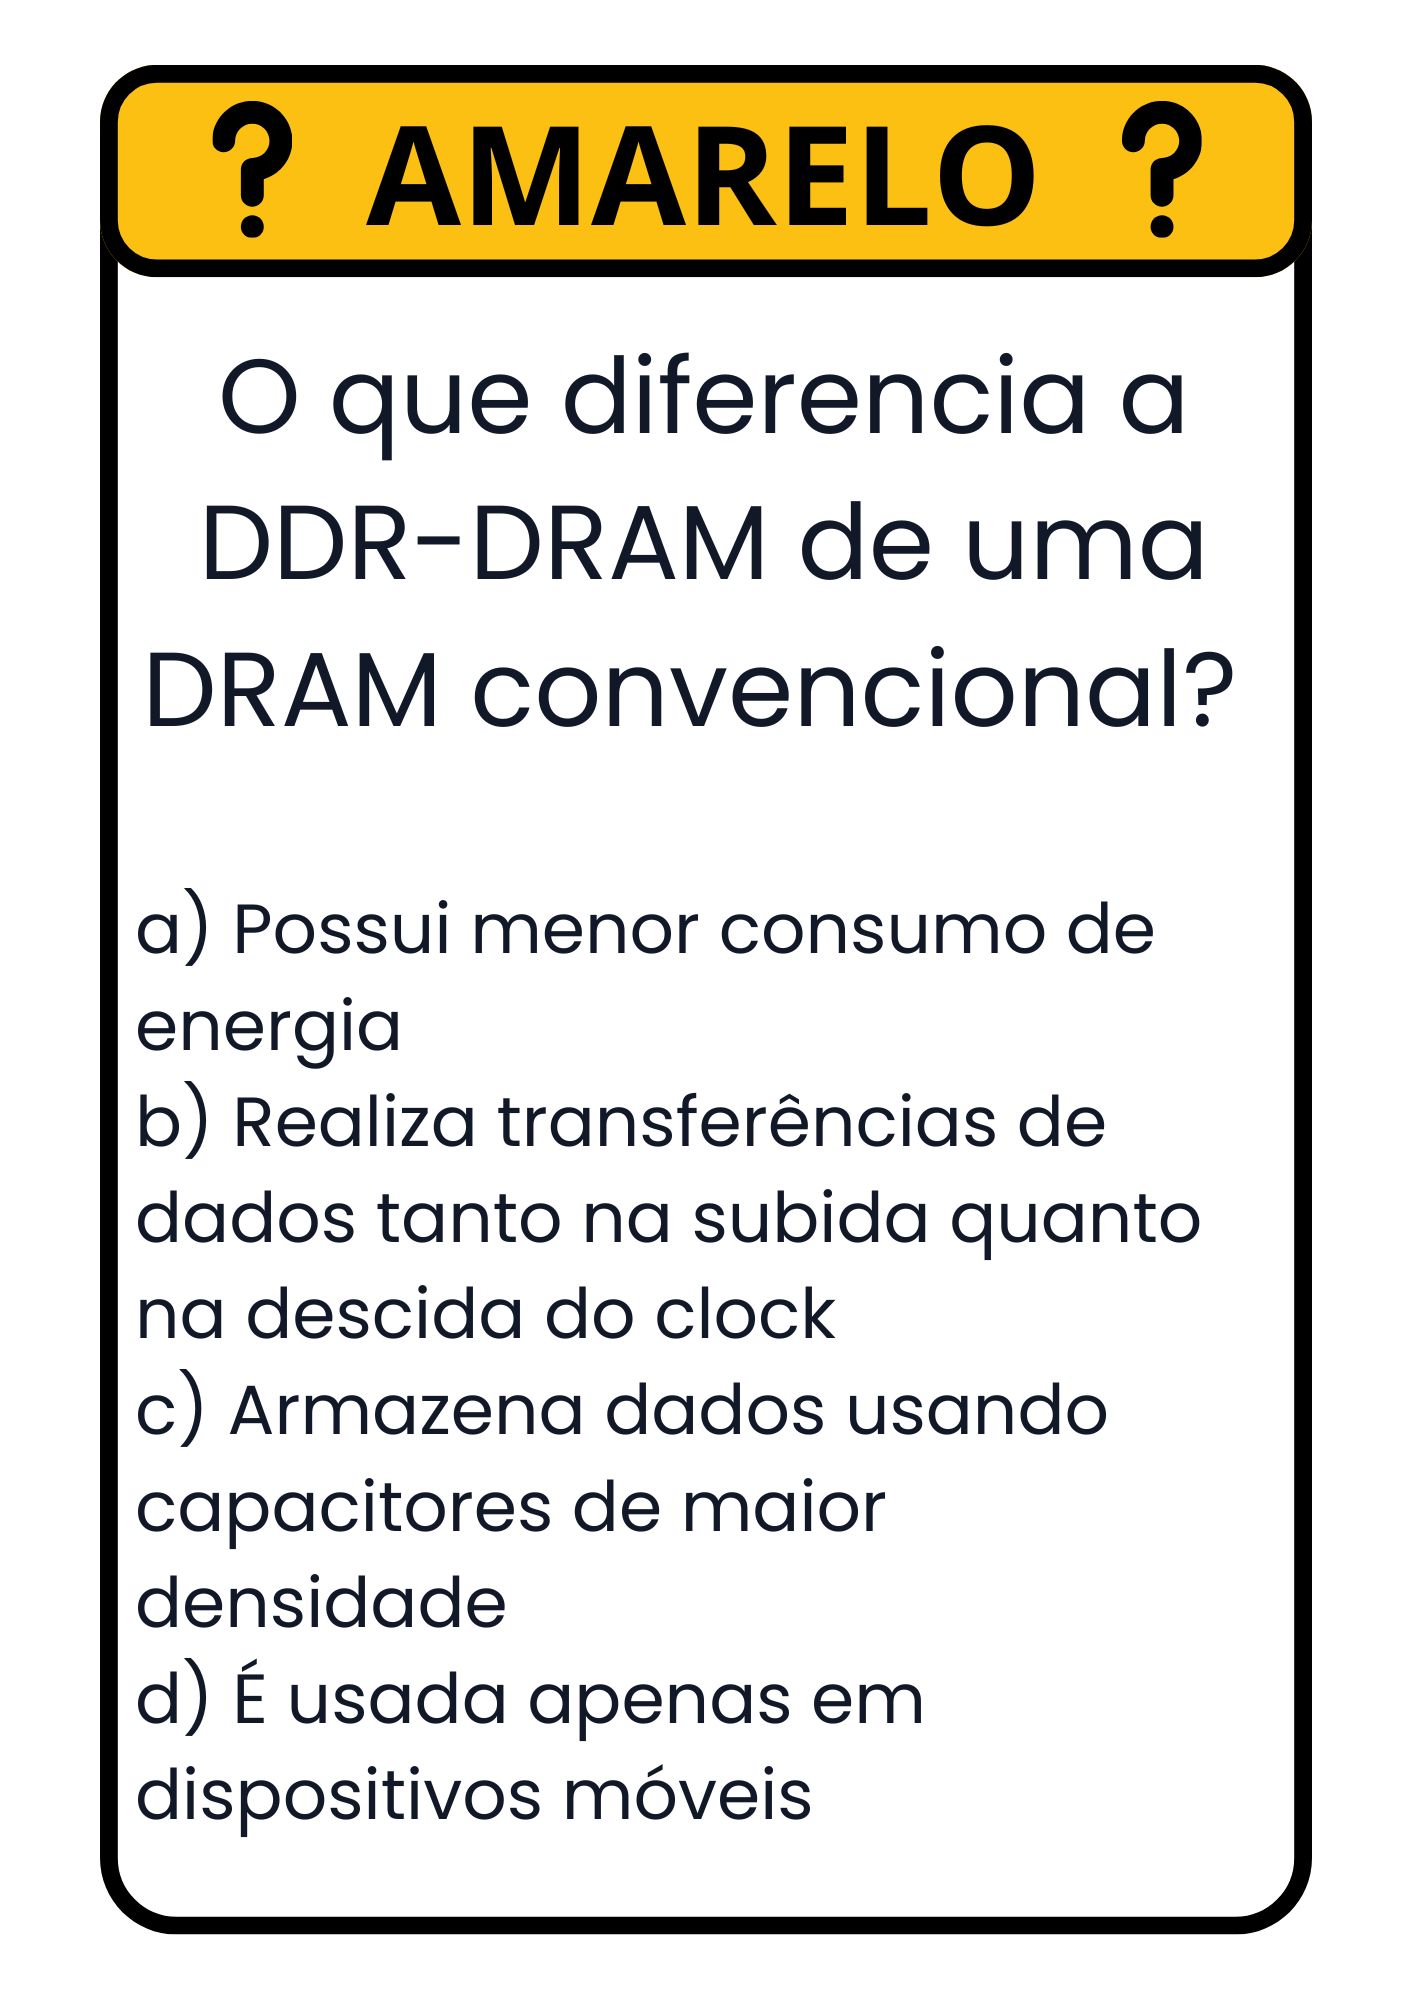 ? AMARELO ?
O que diferencia a
DDR-DRAM de uma
DRAM convencional?
a) Possui menor consumo de
energia
b) Realiza transferências de
dados tanto na subida quanto
na descida do clock
c) Armazena dados usando
capacitores de maior
densidade
d) É usada apenas em
dispositivos móveis